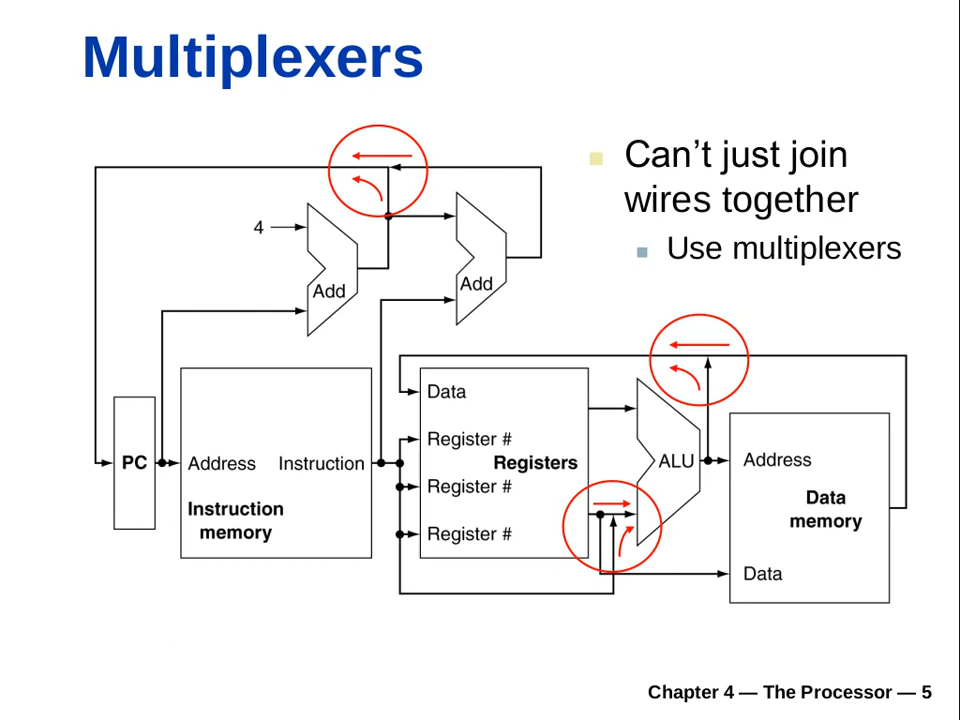 Multiplexers
Can't just join
wires together
Use multiplexers
4
Add
Add
Data
Register #
PC
Address
Instruction
Registers
ALU
Address
Register #
Data
memory
Instruction
memory
Register #
Data
Chapter 4 — The Processor — 5